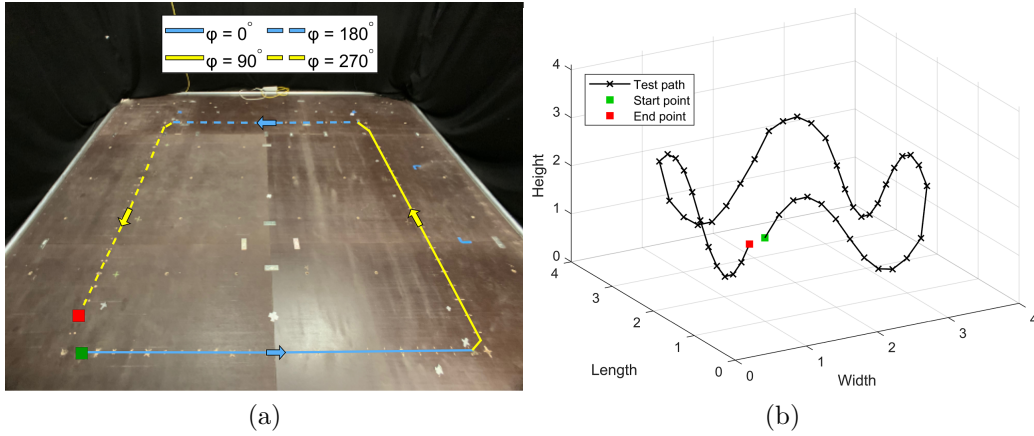 φ = 0° φ = 180°
φ = 90° φ = 270°
(a)
4
3
2
1
0
Height
Test path
Start point
End point
4
3
2
1
0
Length
0
1
2
3
4
Width
(b)